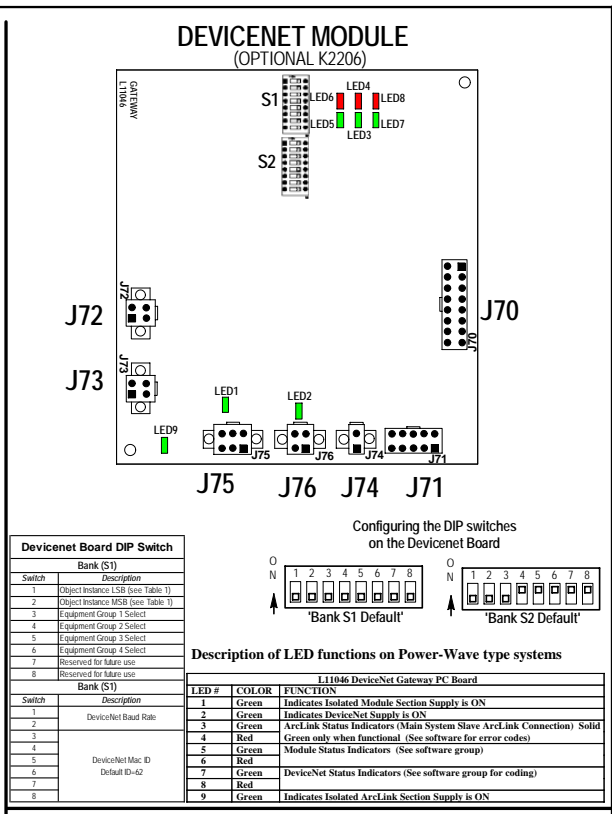 DEVICENET MODULE
(OPTIONAL K2206)
GATEWAY
L11046
S1
S2
LED4
LED6
LED8
LED5
LED7
LED3
J72
J72
J70
J70
J73
J73
LED1
LED2
LED9
J75
J76
J74
J71
J75
J76
J74
J71
Configuring the DIP switches
on the Devicenet Board
O
N
1 2 3 4 5 6 7 8
'Bank S1 Default'
O
N
1 2 3 4 5 6 7 8
'Bank S2 Default'
Devicenet Board DIP Switch
Bank (S1)
Switch Description
1 Object Instance LSB (see Table 1)
2 Object Instance MSB (see Table 1)
3 Equipment Group 1 Select
4 Equipment Group 2 Select
5 Equipment Group 3 Select
6 Equipment Group 4 Select
7 Reserved for future use
8 Reserved for future use
Bank (S1)
Switch Description
1
2
DeviceNet Baud Rate
3
4
5
6
7
8
DeviceNet Mac ID
Default ID=62
Description of LED functions on Power-Wave type systems
L11046 DeviceNet Gateway PC Board
LED # COLOR FUNCTION
1 Green Indicates Isolated Module Section Supply is ON
2 Green Indicates DeviceNet Supply is ON
3 Green ArcLink Status Indicators (Main System Slave ArcLink Connection) Solid
4 Red Green only when functional (See software for error codes)
5 Green Module Status Indicators (See software group)
6 Red
7 Green DeviceNet Status Indicators (See software group for coding)
8 Red
9 Green Indicates Isolated ArcLink Section Supply is ON